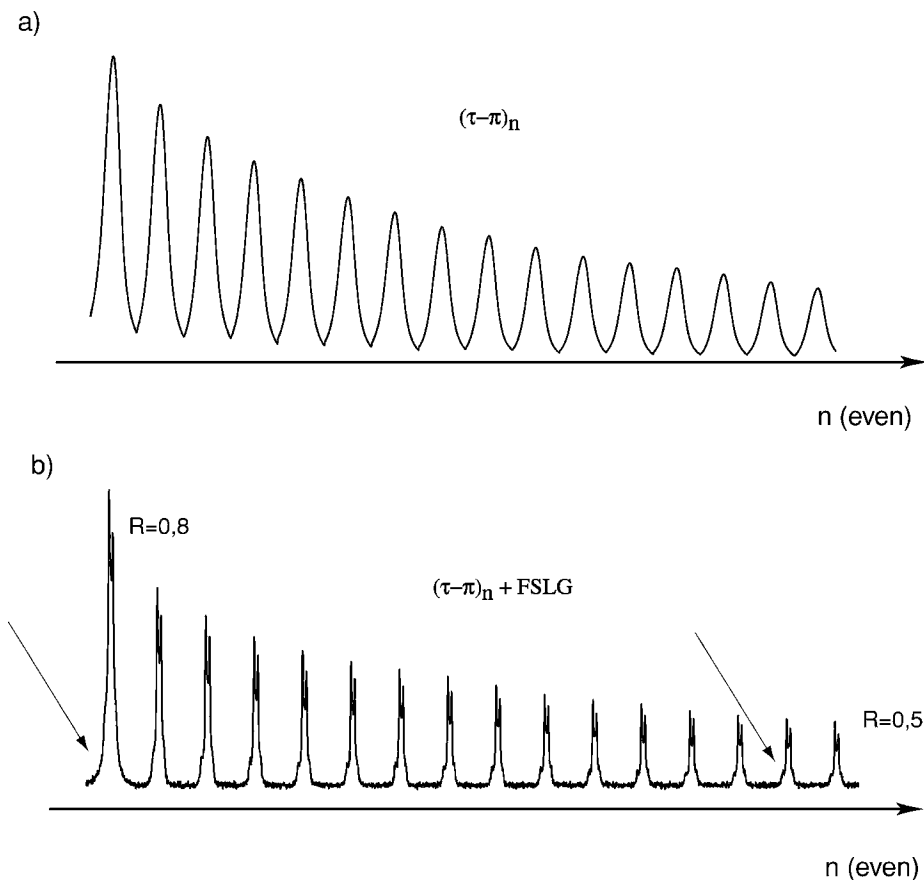 a)
(τ–π)n
n (even)
b)
R=0,8
(τ–π)n + FSLG
R=0,5
n (even)